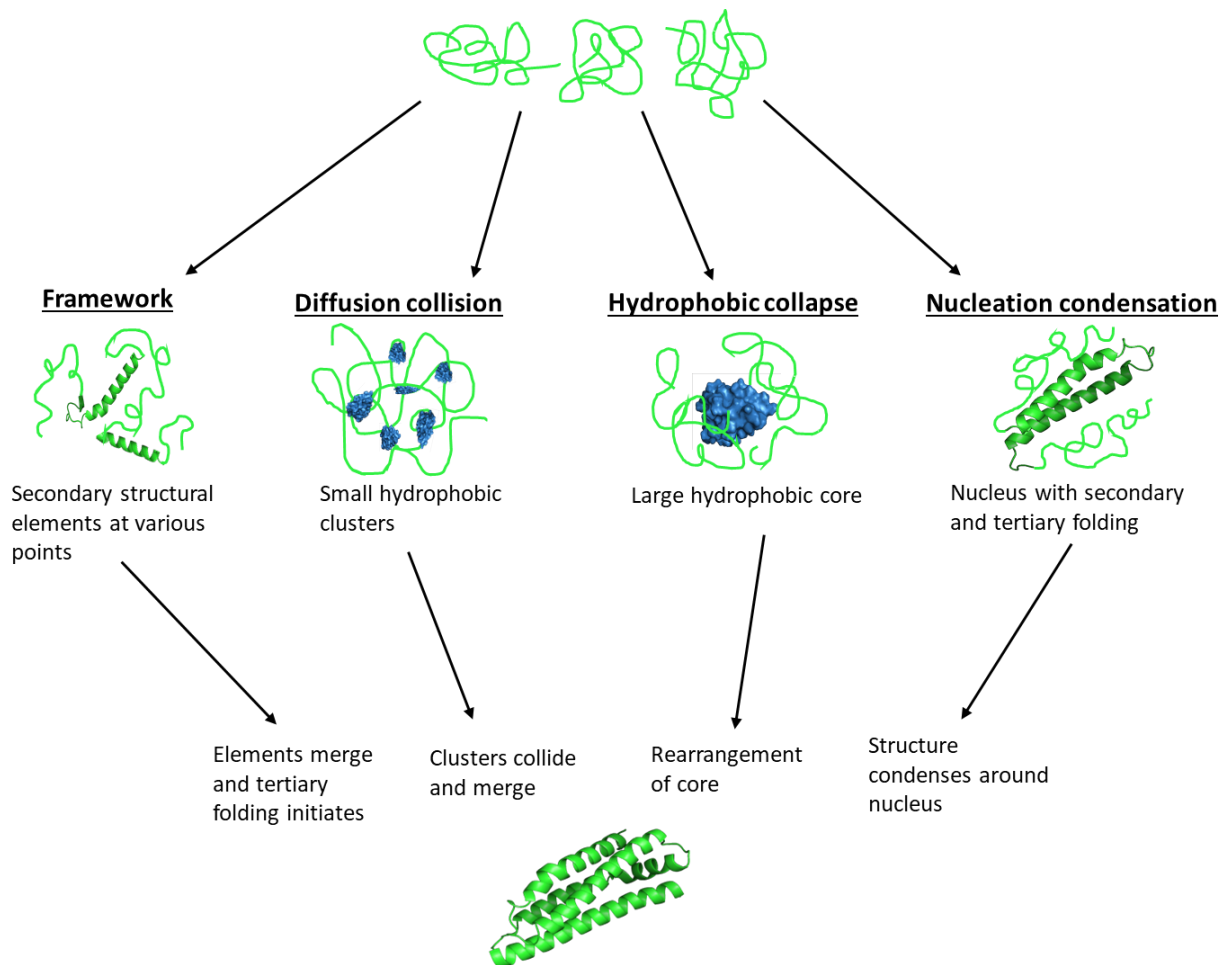 Framework
Diffusion collision
Hydrophobic collapse
Nucleation condensation
Secondary structural
elements at various
points
Small hydrophobic
clusters
Large hydrophobic core
Nucleus with secondary
and tertiary folding
Elements merge
and tertiary
folding initiates
Clusters collide
and merge
Rearrangement
of core
Structure
condenses around
nucleus